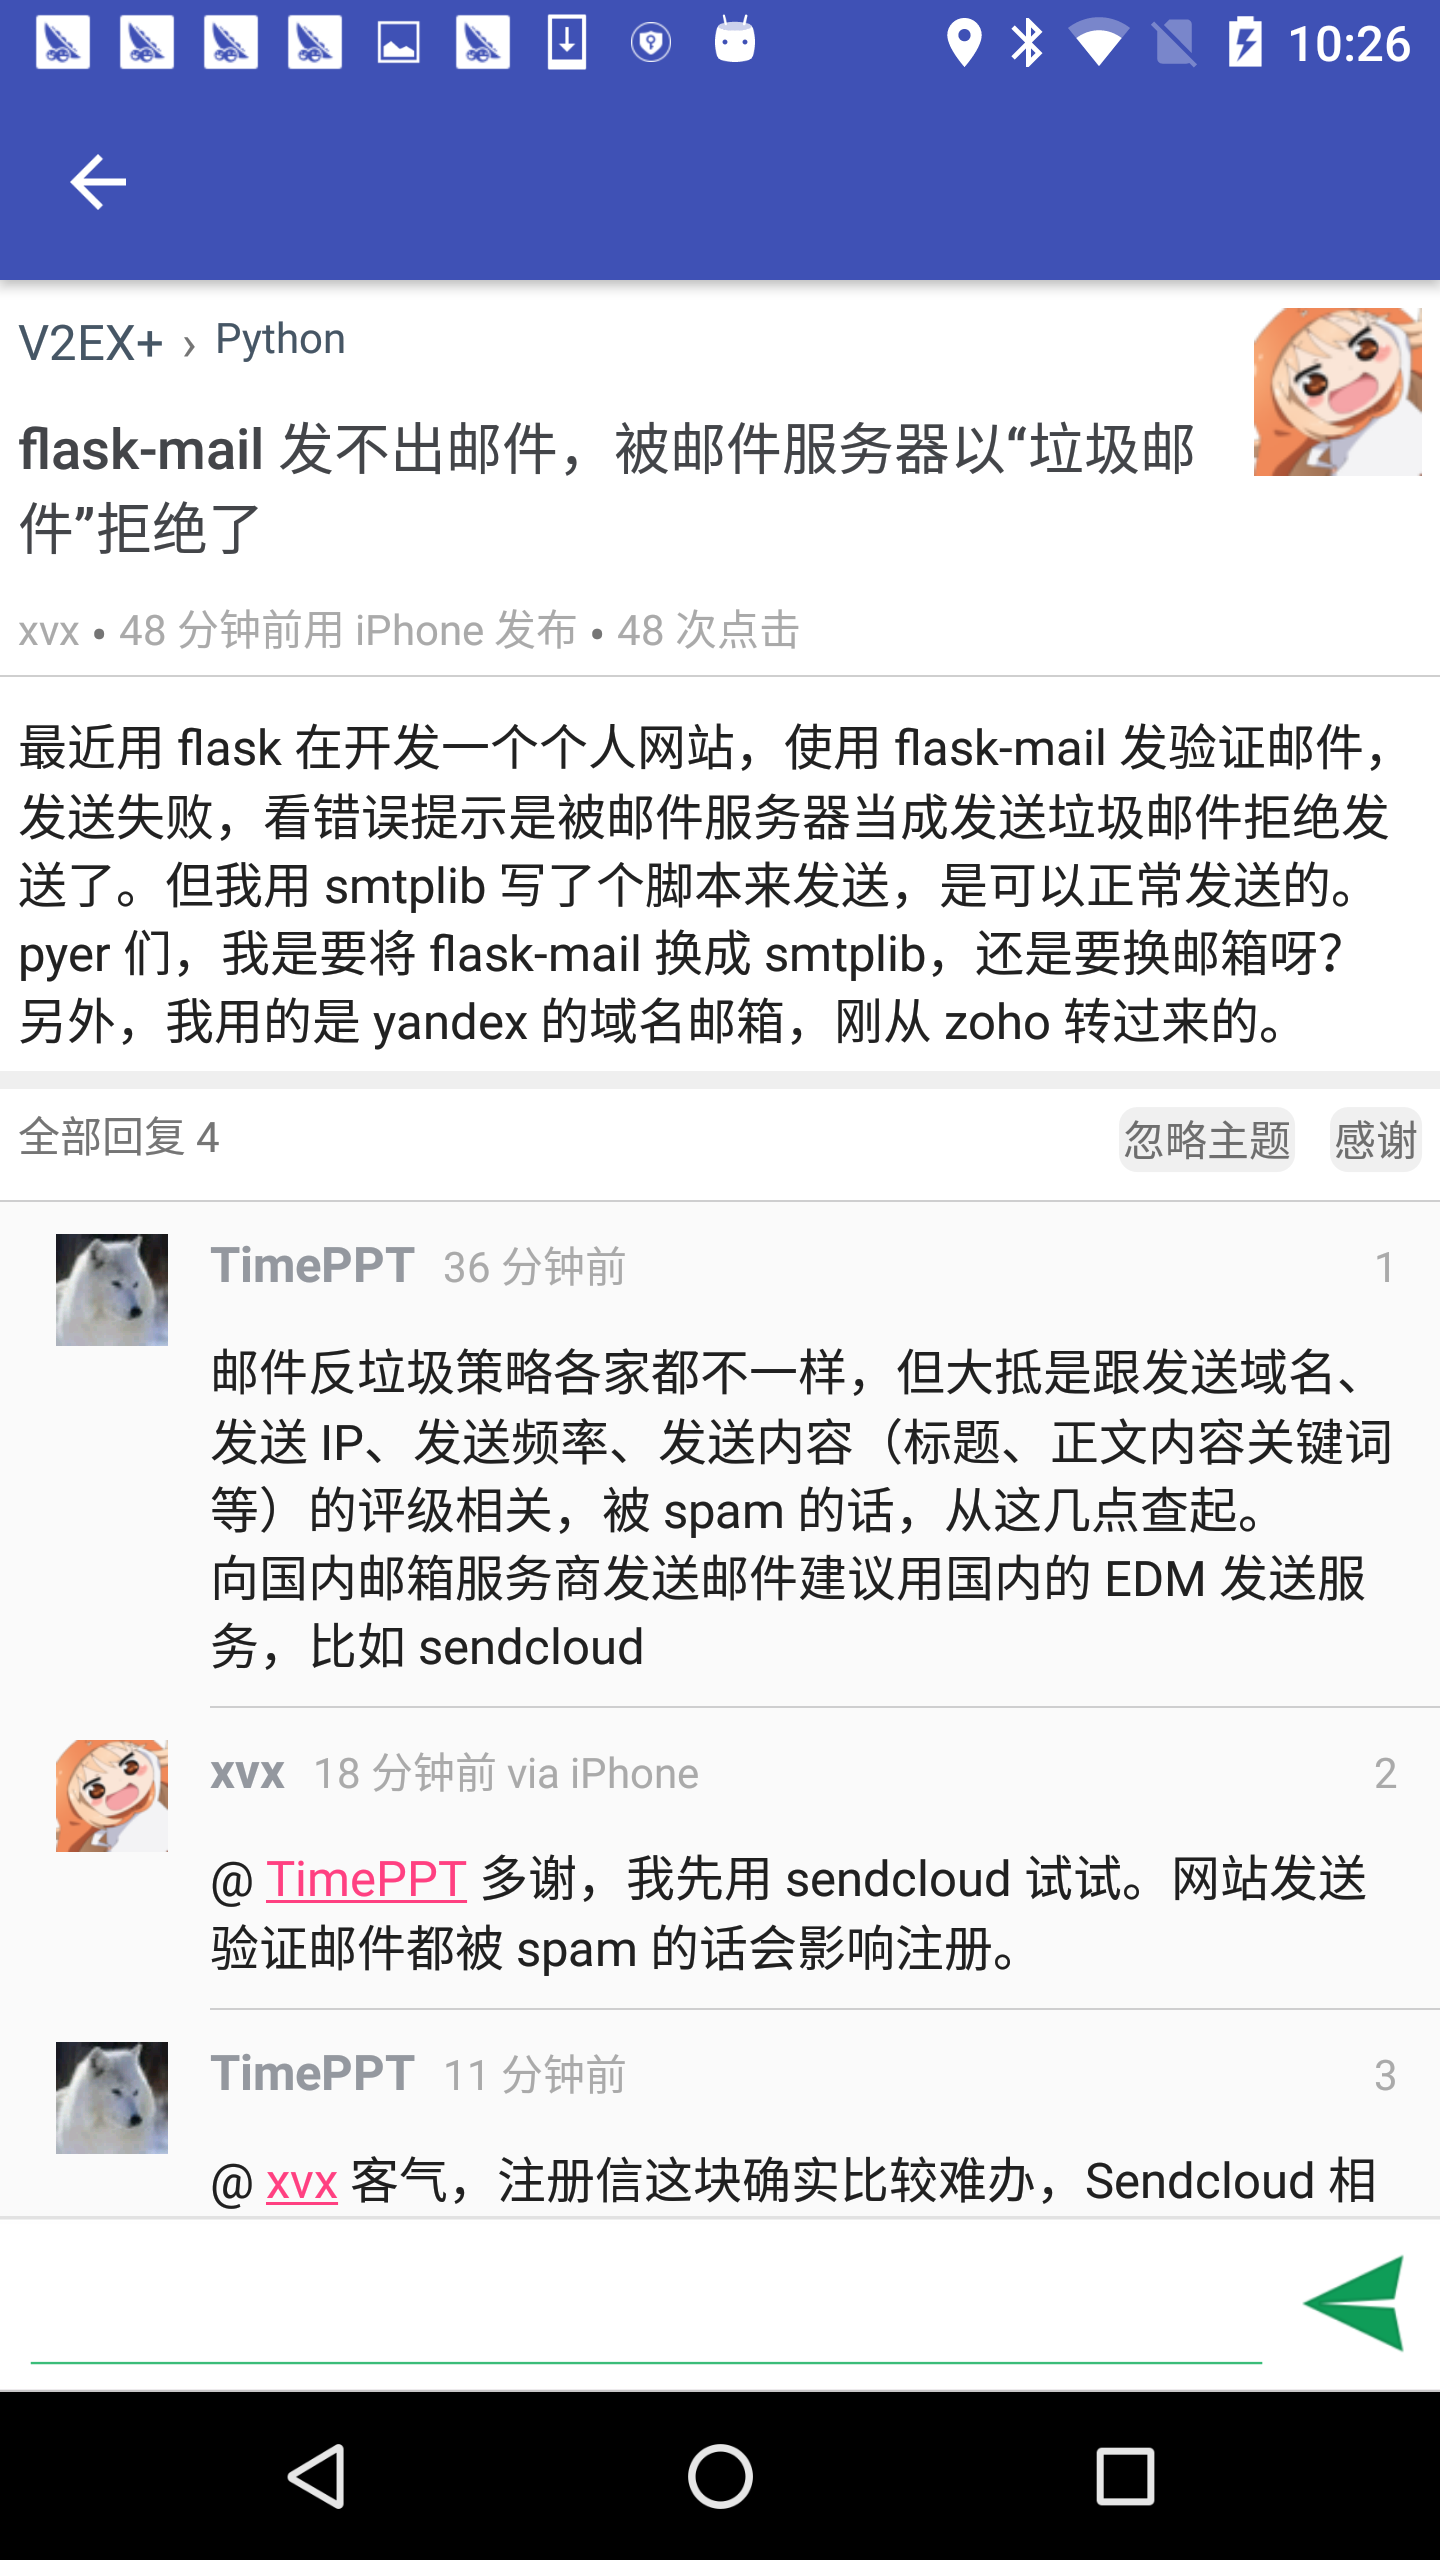 10:26
V2EX+ › Python
flask-mail 发不出邮件，被邮件服务器以“垃圾邮
件”拒绝了
xvx • 48 分钟前用 iPhone 发布 • 48 次点击
最近用 flask 在开发一个个人网站，使用 flask-mail 发验证邮件，
发送失败，看错误提示是被邮件服务器当成发送垃圾邮件拒绝发
送了。但我用 smtplib 写了个脚本来发送，是可以正常发送的。
pyer 们，我是要将 flask-mail 换成 smtplib，还是要换邮箱呀？
另外，我用的是 yandex 的域名邮箱，刚从 zoho 转过来的。
全部回复 4 忽略主题 感谢
TimePPT 36 分钟前 1
邮件反垃圾策略各家都不一样，但大抵是跟发送域名、
发送 IP、发送频率、发送内容（标题、正文内容关键词
等）的评级相关，被 spam 的话，从这几点查起。
向国内邮箱服务商发送邮件建议用国内的 EDM 发送服
务，比如 sendcloud
xvx 18 分钟前 via iPhone 2
@ TimePPT 多谢，我先用 sendcloud 试试。网站发送
验证邮件都被 spam 的话会影响注册。
TimePPT 11 分钟前 3
@ xvx 客气，注册信这块确实比较难办，Sendcloud 相